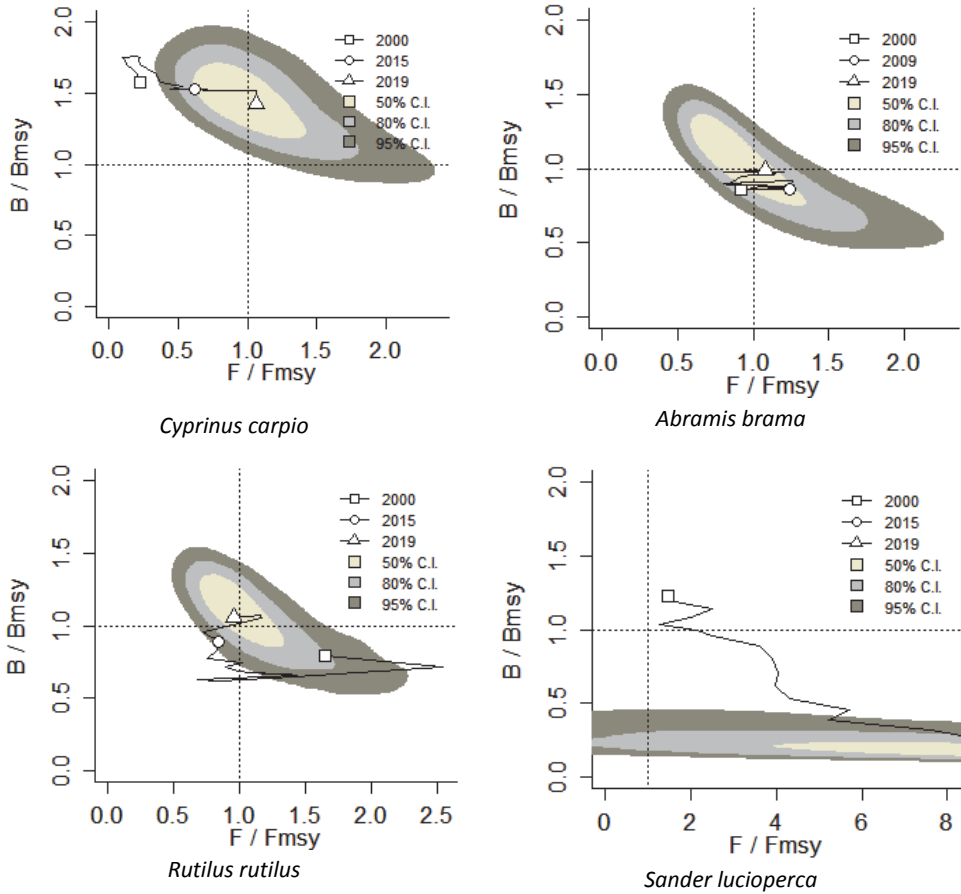 2.0
1.5
1.0
0.5
0.0
B / Bmsy
2000
2015
2019
50% C.I.
80% C.I.
95% C.I.
0.0 0.5 1.0 1.5 2.0
F / Fmsy
Cyprinus carpio
2.0
1.5
1.0
0.5
0.0
B / Bmsy
2000
2009
2019
50% C.I.
80% C.I.
95% C.I.
0.0 0.5 1.0 1.5 2.0
F / Fmsy
Abramis brama
2.0
1.5
1.0
0.5
0.0
B / Bmsy
2000
2015
2019
50% C.I.
80% C.I.
95% C.I.
0.0 0.5 1.0 1.5 2.0 2.5
F / Fmsy
Rutilus rutilus
2.0
1.5
1.0
0.5
0.0
B / Bmsy
2000
2015
2019
50% C.I.
80% C.I.
95% C.I.
0 2 4 6 8
F / Fmsy
Sander lucioperca